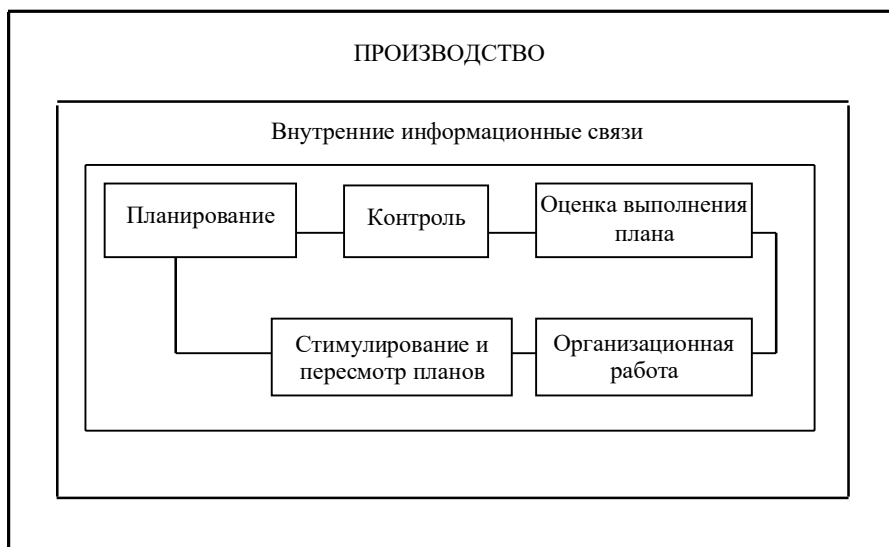 ПРОИЗВОДСТВО
Внутренние информационные связи
Планирование
Контроль
Оценка выполнения
плана
Стимулирование и
пересмотр планов
Организационная
работа